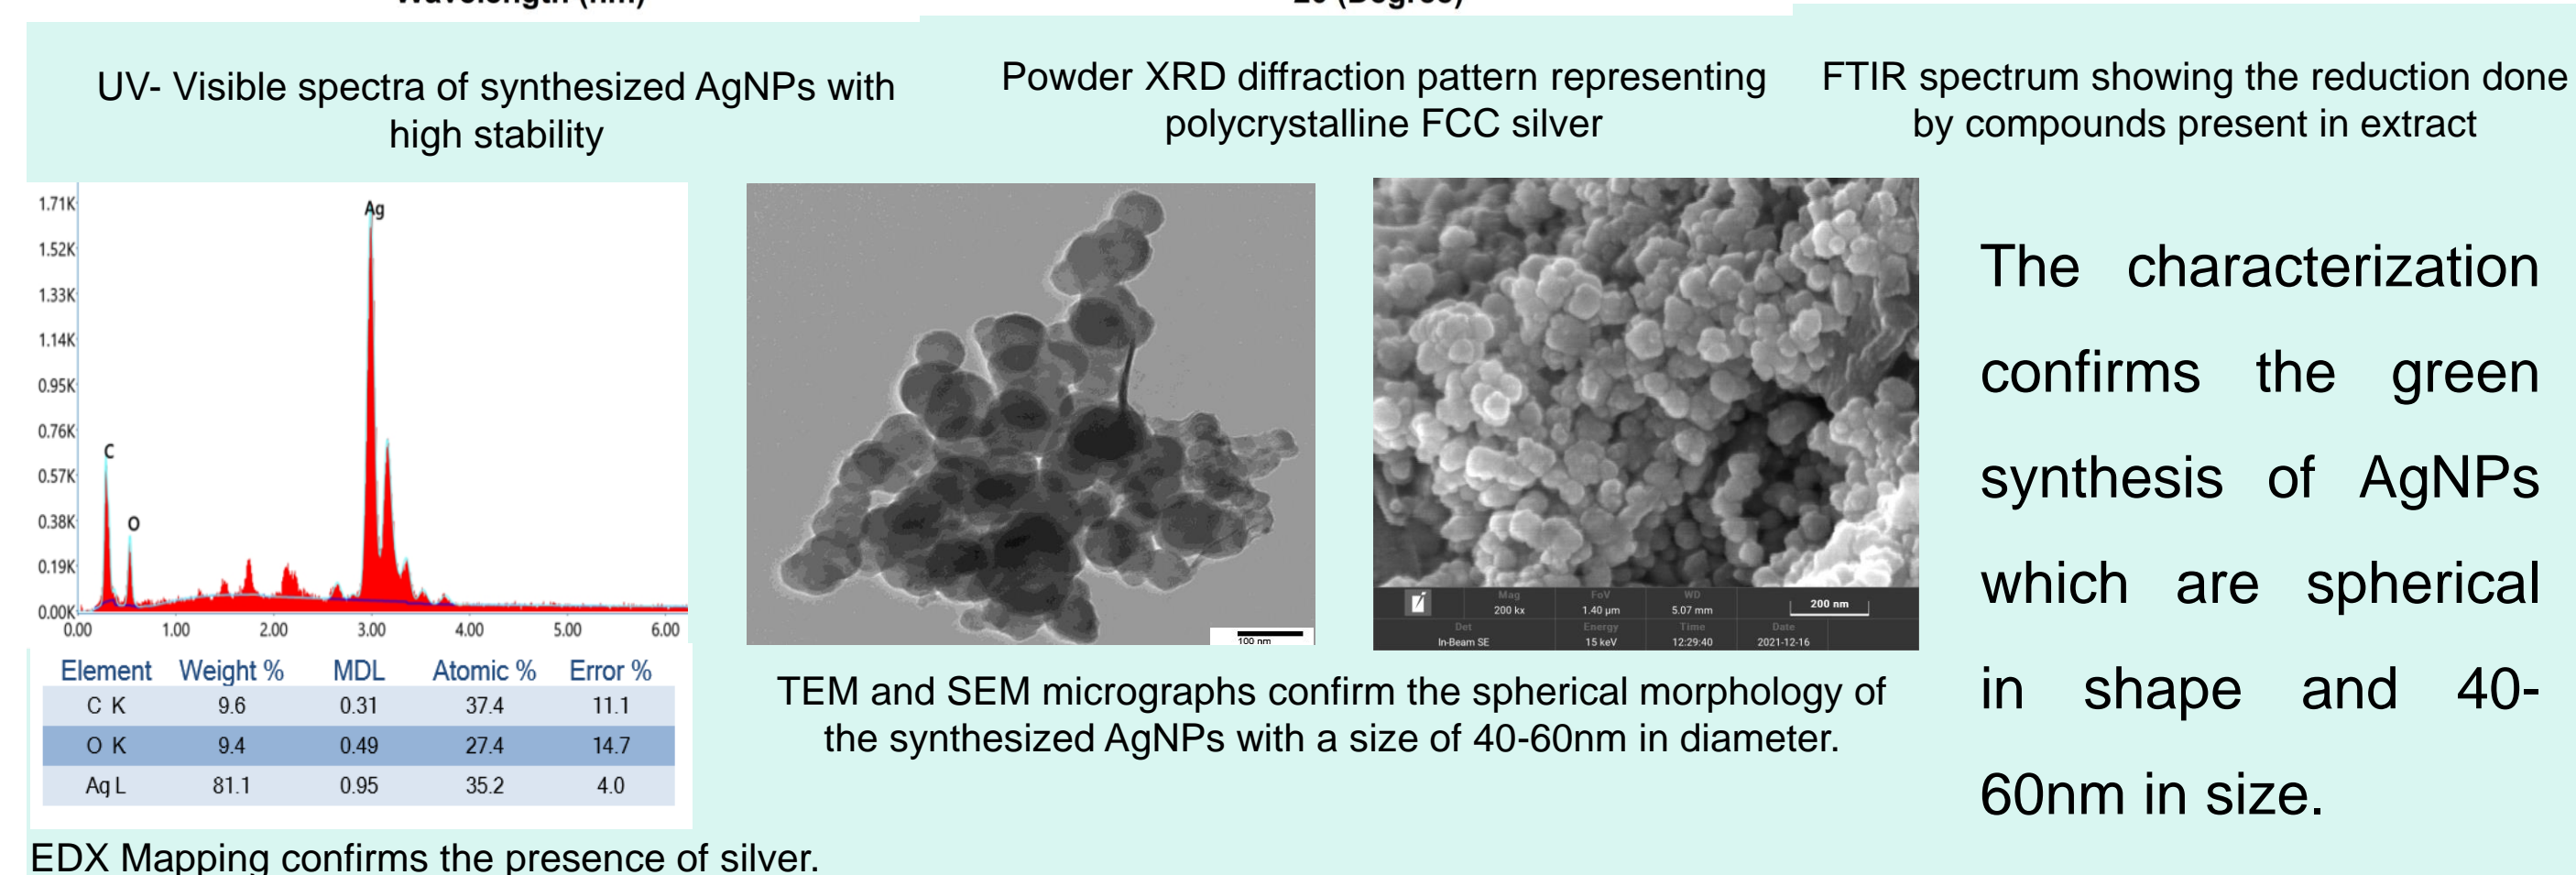 UV- Visible spectra of synthesized AgNPs with
high stability
Powder XRD diffraction pattern representing
polycrystalline FCC silver
FTIR spectrum showing the reduction done
by compounds present in extract
1.71K
1.52K
1.33K
1.14K
0.95K
0.76K
0.57K
0.38K
0.19K
0.00K
Ag
C
O
0.00 1.00 2.00 3.00 4.00 5.00 6.00
Element Weight % MDL Atomic % Error %
C K 9.6 0.31 37.4 11.1
O K 9.4 0.49 27.4 14.7
Ag L 81.1 0.95 35.2 4.0
EDX Mapping confirms the presence of silver.
100 nm
Mag FoV WD
200 kx 1.40 µm 5.07 mm 200 nm
Det Energy Time Date
In-Beam SE 15 keV 12:29:40 2021-12-16
TEM and SEM micrographs confirm the spherical morphology of
the synthesized AgNPs with a size of 40-60nm in diameter.
The characterization
confirms the green
synthesis of AgNPs
which are spherical
in shape and 40-
60nm in size.